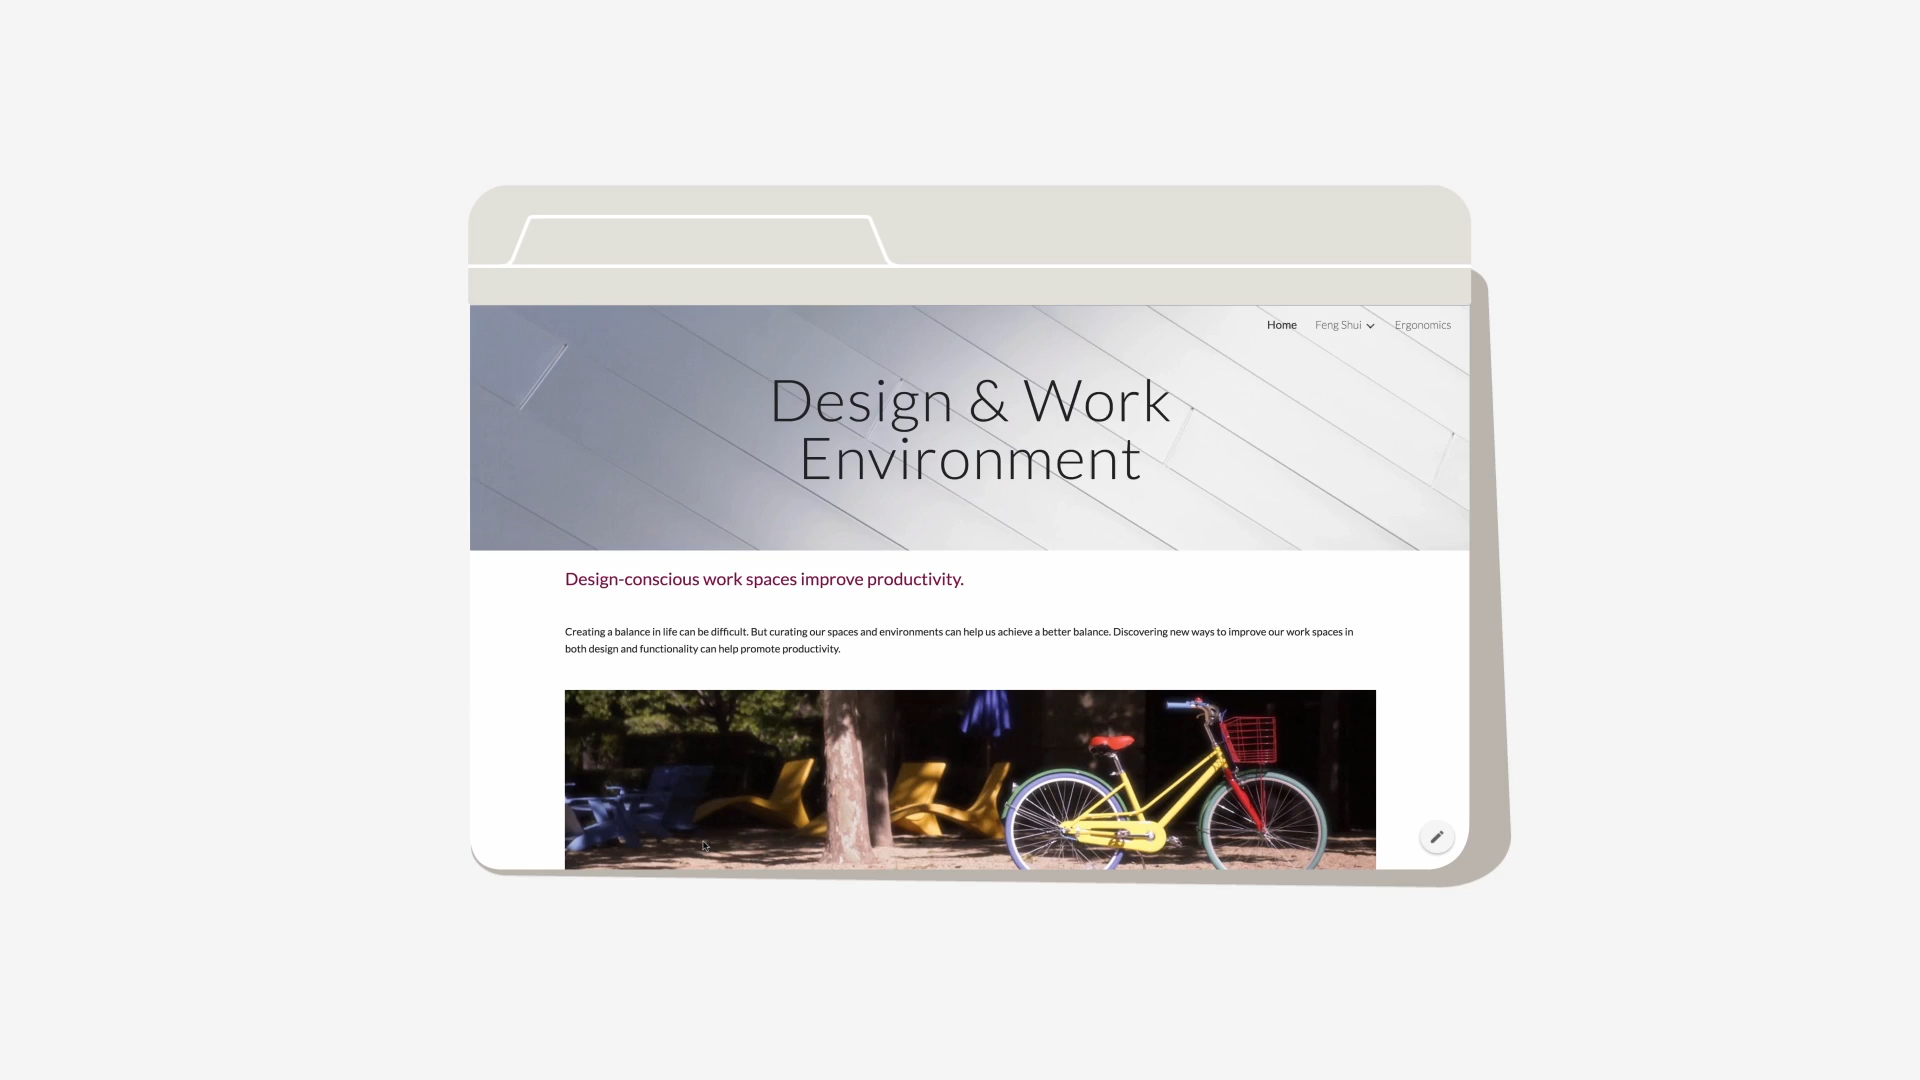 Home Feng Shui Ergonomics
Design & Work
Environment
Design-conscious work spaces improve productivity.
Creating a balance in life can be difficult. But curating our spaces and environments can help us achieve a better balance. Discovering new ways to improve our work spaces in
both design and functionality can help promote productivity.